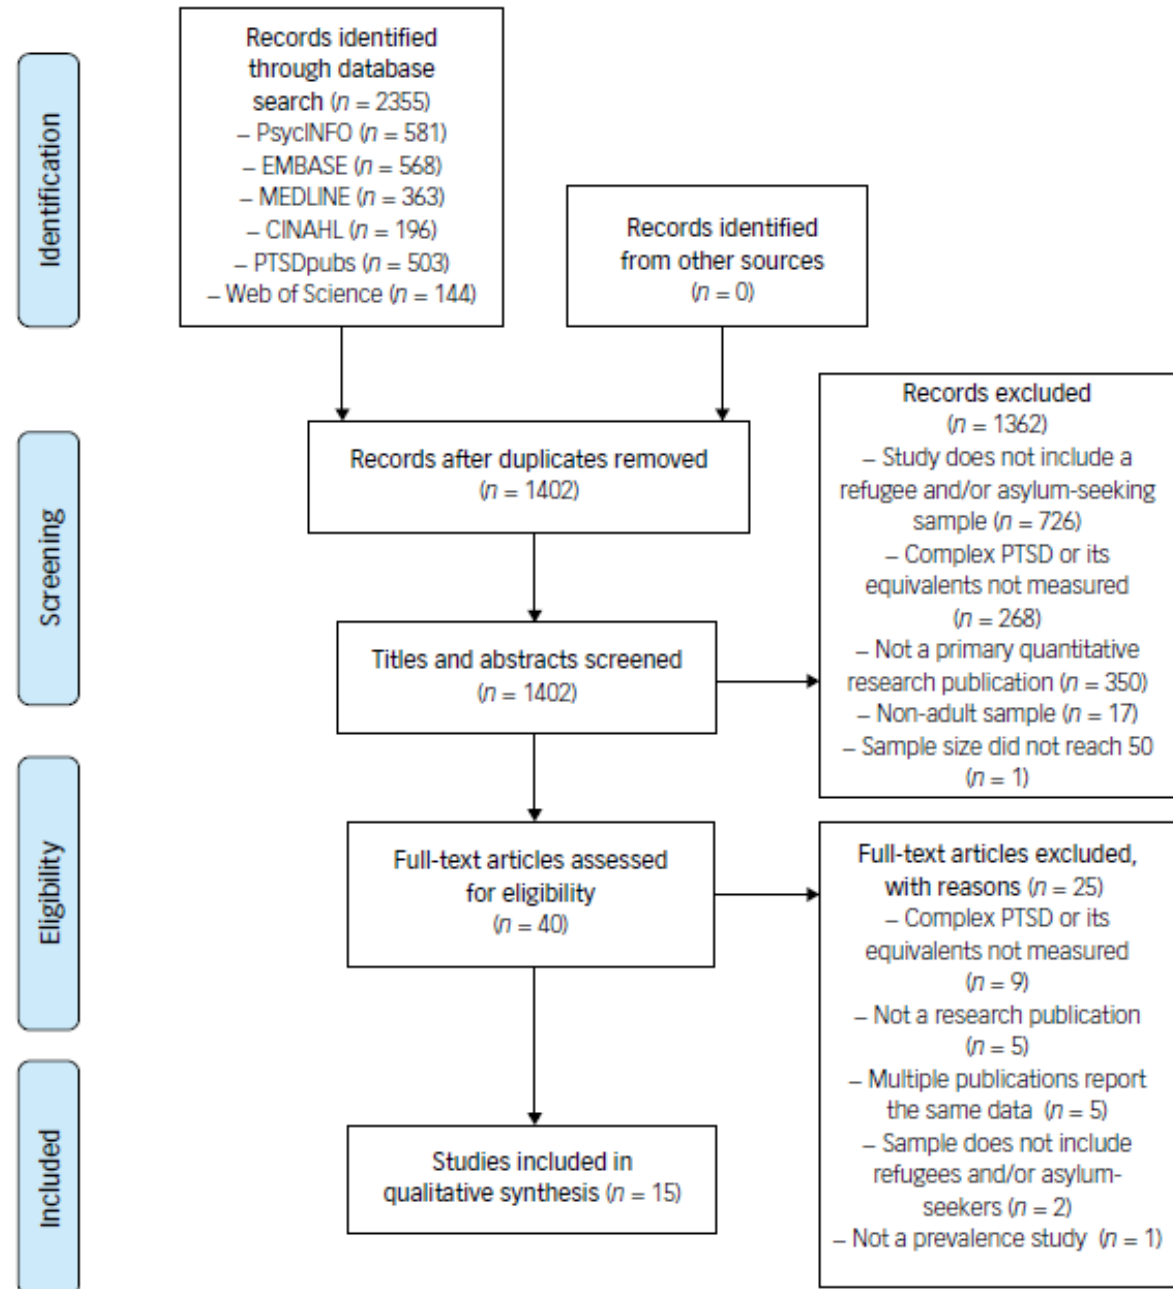 Identification
Records identified
through database
search (n = 2355)
– PsycINFO (n = 581)
– EMBASE (n = 568)
– MEDLINE (n = 363)
– CINAHL (n = 196)
– PTSDpubs (n = 503)
– Web of Science (n = 144)
Records identified
from other sources
(n = 0)
Screening
Records after duplicates removed
(n = 1402)
Titles and abstracts screened
(n = 1402)
Records excluded
(n = 1362)
– Study does not include a
refugee and/or asylum-seeking
sample (n = 726)
– Complex PTSD or its
equivalents not measured
(n = 268)
– Not a primary quantitative
research publication (n = 350)
– Non-adult sample (n = 17)
– Sample size did not reach 50
(n = 1)
Eligibility
Full-text articles assessed
for eligibility
(n = 40)
Full-text articles excluded,
with reasons (n = 25)
– Complex PTSD or its
equivalents not measured
(n = 9)
– Not a research publication
(n = 5)
– Multiple publications report
the same data (n = 5)
– Sample does not include
refugees and/or asylum-
seekers (n = 2)
– Not a prevalence study (n = 1)
Included
Studies included in
qualitative synthesis (n = 15)